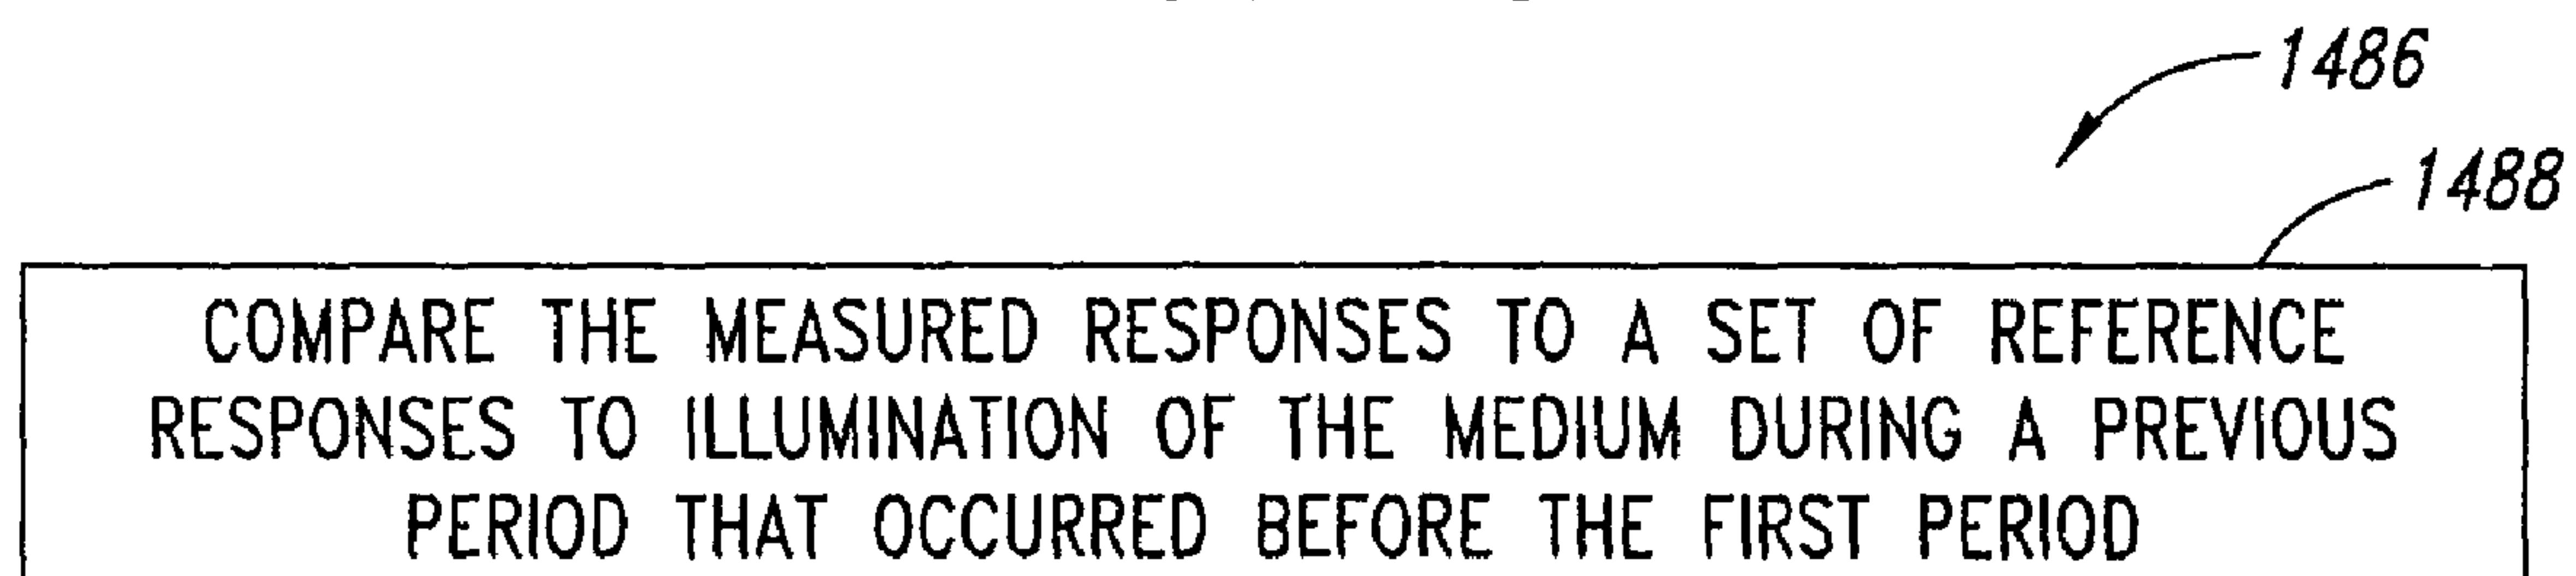 1486
1488
COMPARE THE MEASURED RESPONSES TO A SET OF REFERENCE
RESPONSES TO ILLUMINATION OF THE MEDIUM DURING A PREVIOUS
PERIOD THAT OCCURRED BEFORE THE FIRST PERIOD